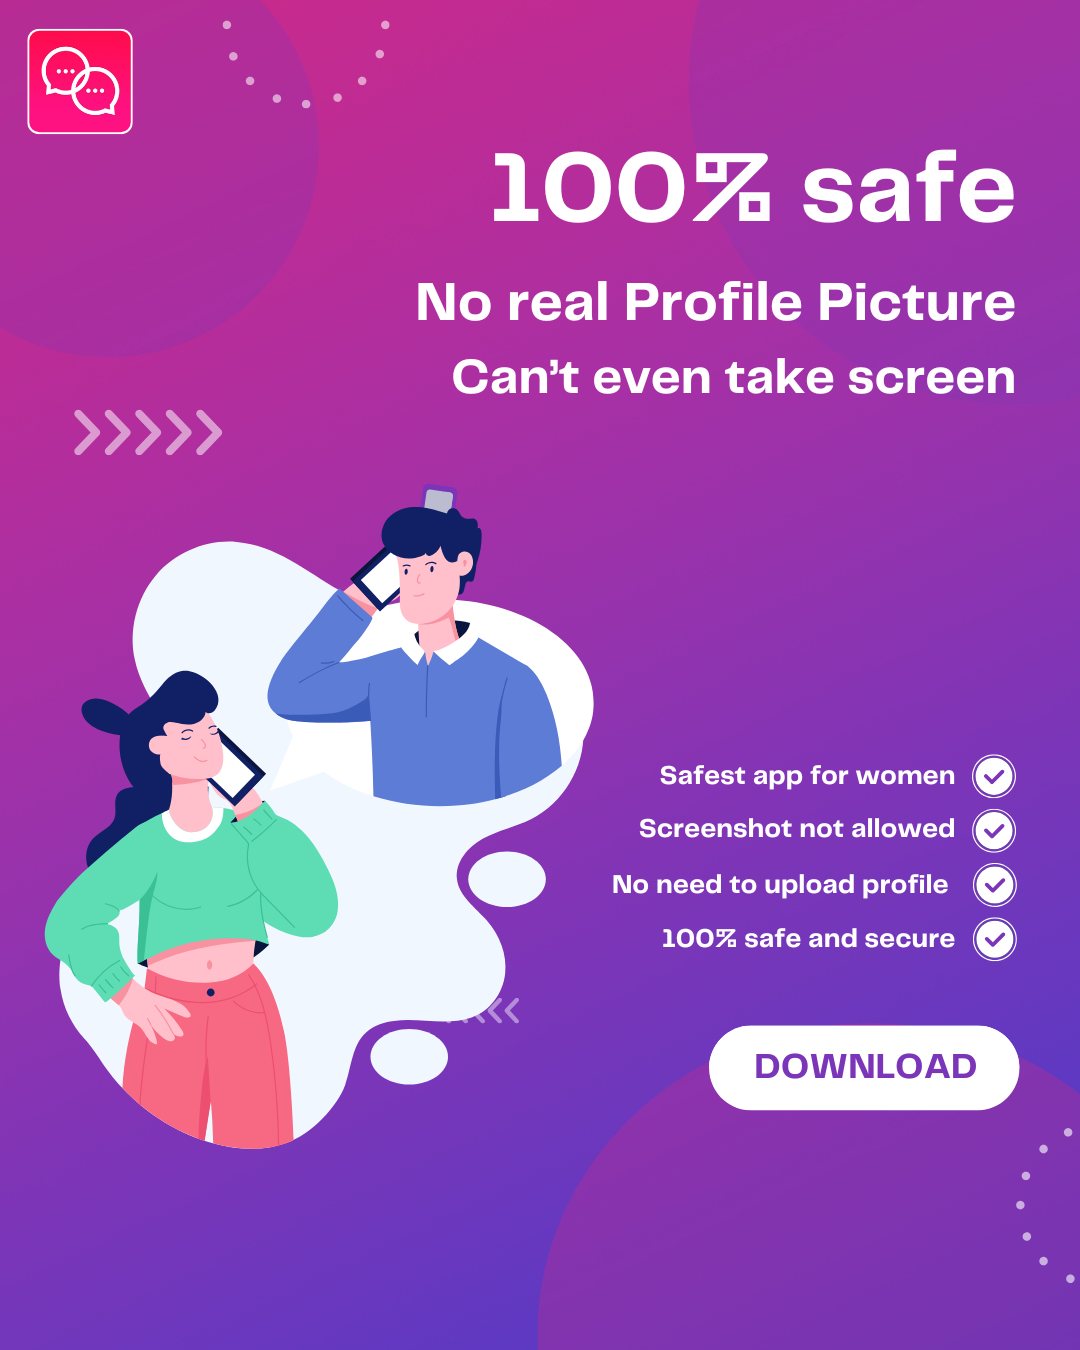 100% safe
No real Profile Picture
Can't even take screen
Safest app for women
Screenshot not allowed
No need to upload profile
100% safe and secure
DOWNLOAD